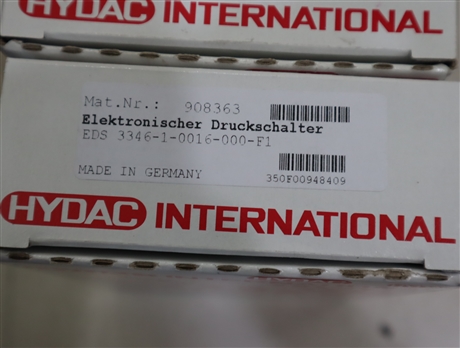 HYDAC INTERNATIONAL
Mat.Nr.: 908363
Elektronischer Druckschalter
EDS 3346-1-0016-000-F1
MADE IN GERMANY
350F00948409
HYDAC INTERNATIONAL